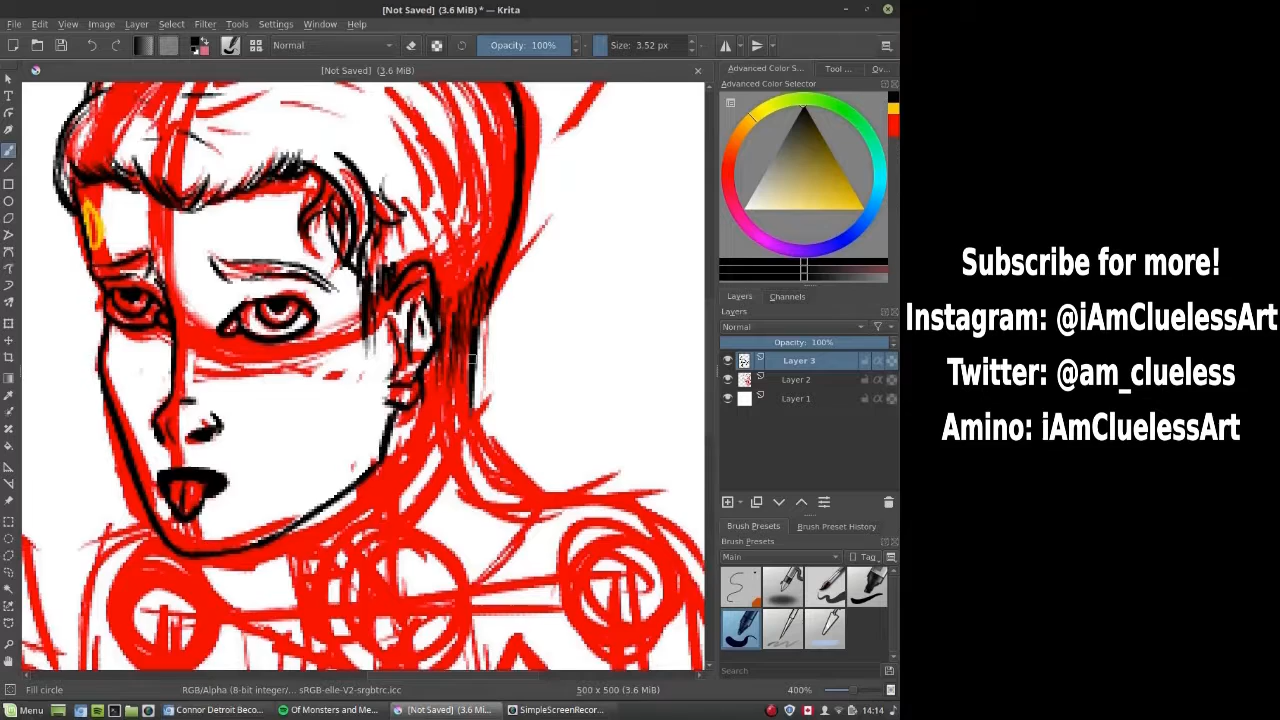 [Not Saved] (3.6 MiB) * — Krita
File Edit View Image Layer Select Filter Tools Settings Window Help
Normal Opacity: 100% Size: 3.52 px
[Not Saved] (3.6 MiB)
Advanced Color S... Tool ... Ov...
Advanced Color Selector
Layers Channels
Layers
Normal
Opacity: 100%
Layer 3
Layer 2
Layer 1
Brush Presets Brush Preset History
Brush Presets
Main Tag
Search
Fill circle RGB/Alpha (8-bit integer/... sRGB-elle-V2-srgbtrc.icc 500 x 500 (3.6 MiB) 400%
Menu Connor Detroit Beco... Of Monsters and Me... [Not Saved] (3.6 Mi... SimpleScreenRecor... 14:14
Subscribe for more!
Instagram: @iAmCluelessArt
Twitter: @am_clueless
Amino: iAmCluelessArt